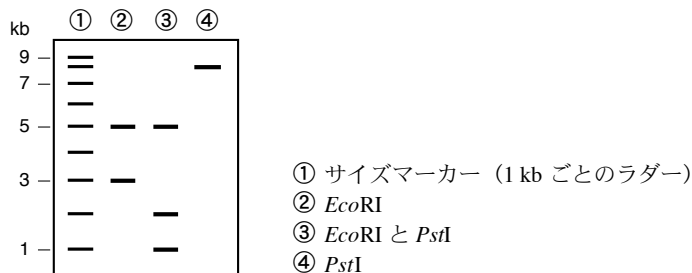 kb ① ② ③ ④
9
7
5
3
1
① サイズマーカー（1 kb ごとのラダー）
② EcoRI
③ EcoRI と PstI
④ PstI